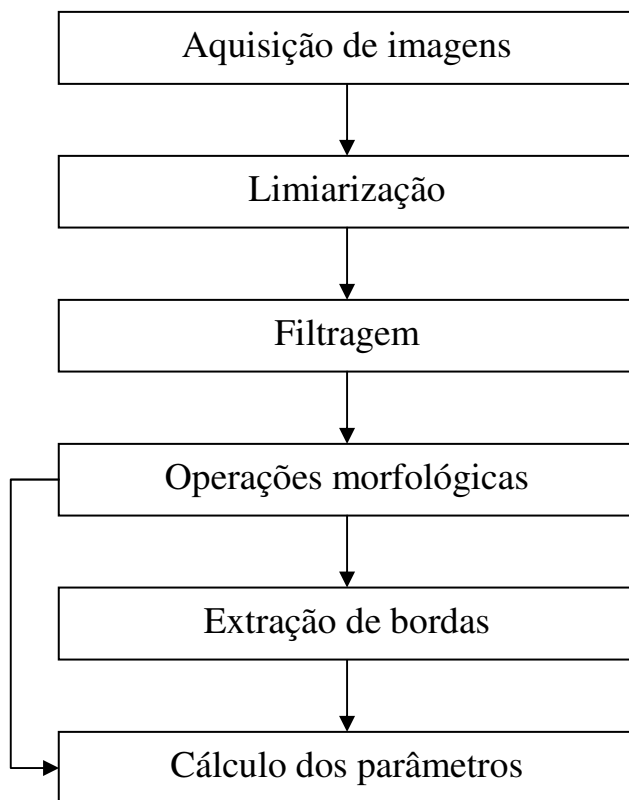 Aquisição de imagens
Limiarização
Filtragem
Operações morfológicas
Extração de bordas
Cálculo dos parâmetros